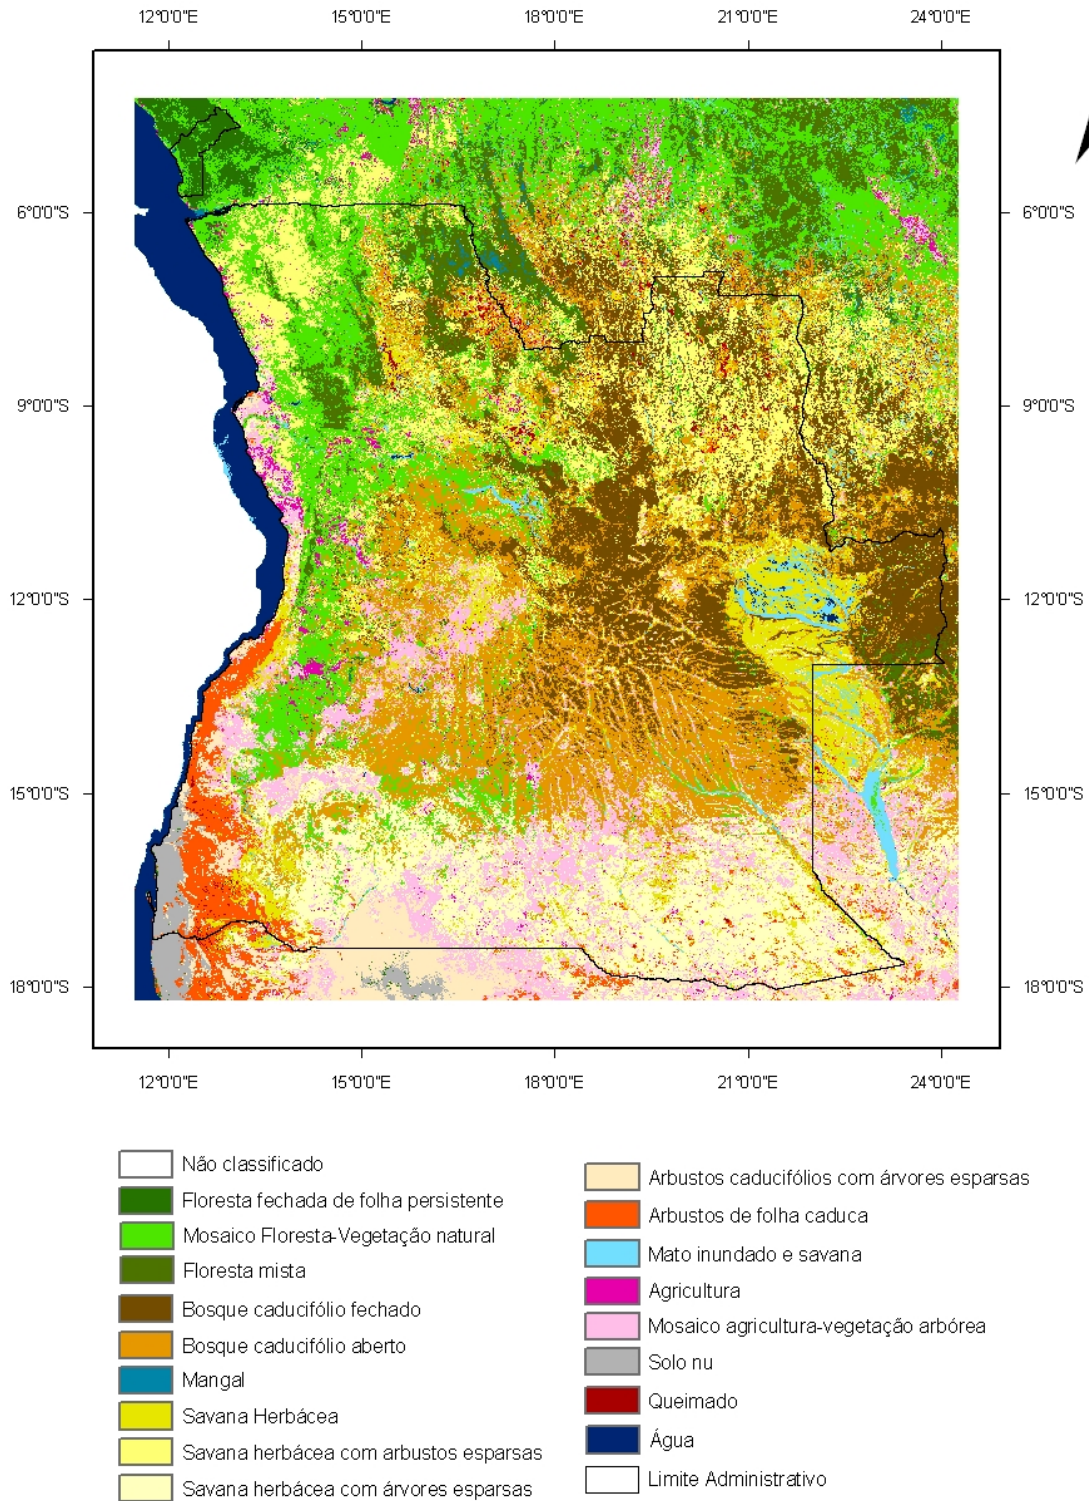 12°0'0"E 15°0'0"E 18°0'0"E 21°0'0"E 24°0'0"E
6°0'0"S 6°0'0"S
9°0'0"S 9°0'0"S
12°0'0"S 12°0'0"S
15°0'0"S 15°0'0"S
18°0'0"S 18°0'0"S
12°0'0"E 15°0'0"E 18°0'0"E 21°0'0"E 24°0'0"E
Não classificado
Floresta fechada de folha persistente
Mosaico Floresta-Vegetação natural
Floresta mista
Bosque caducifólio fechado
Bosque caducifólio aberto
Mangal
Savana Herbácea
Savana herbácea com arbustos esparsas
Savana herbácea com árvores esparsas
Arbustos caducifólios com árvores esparsas
Arbustos de folha caduca
Mato inundado e savana
Agricultura
Mosaico agricultura-vegetação arbórea
Solo nu
Queimado
Água
Limite Administrativo